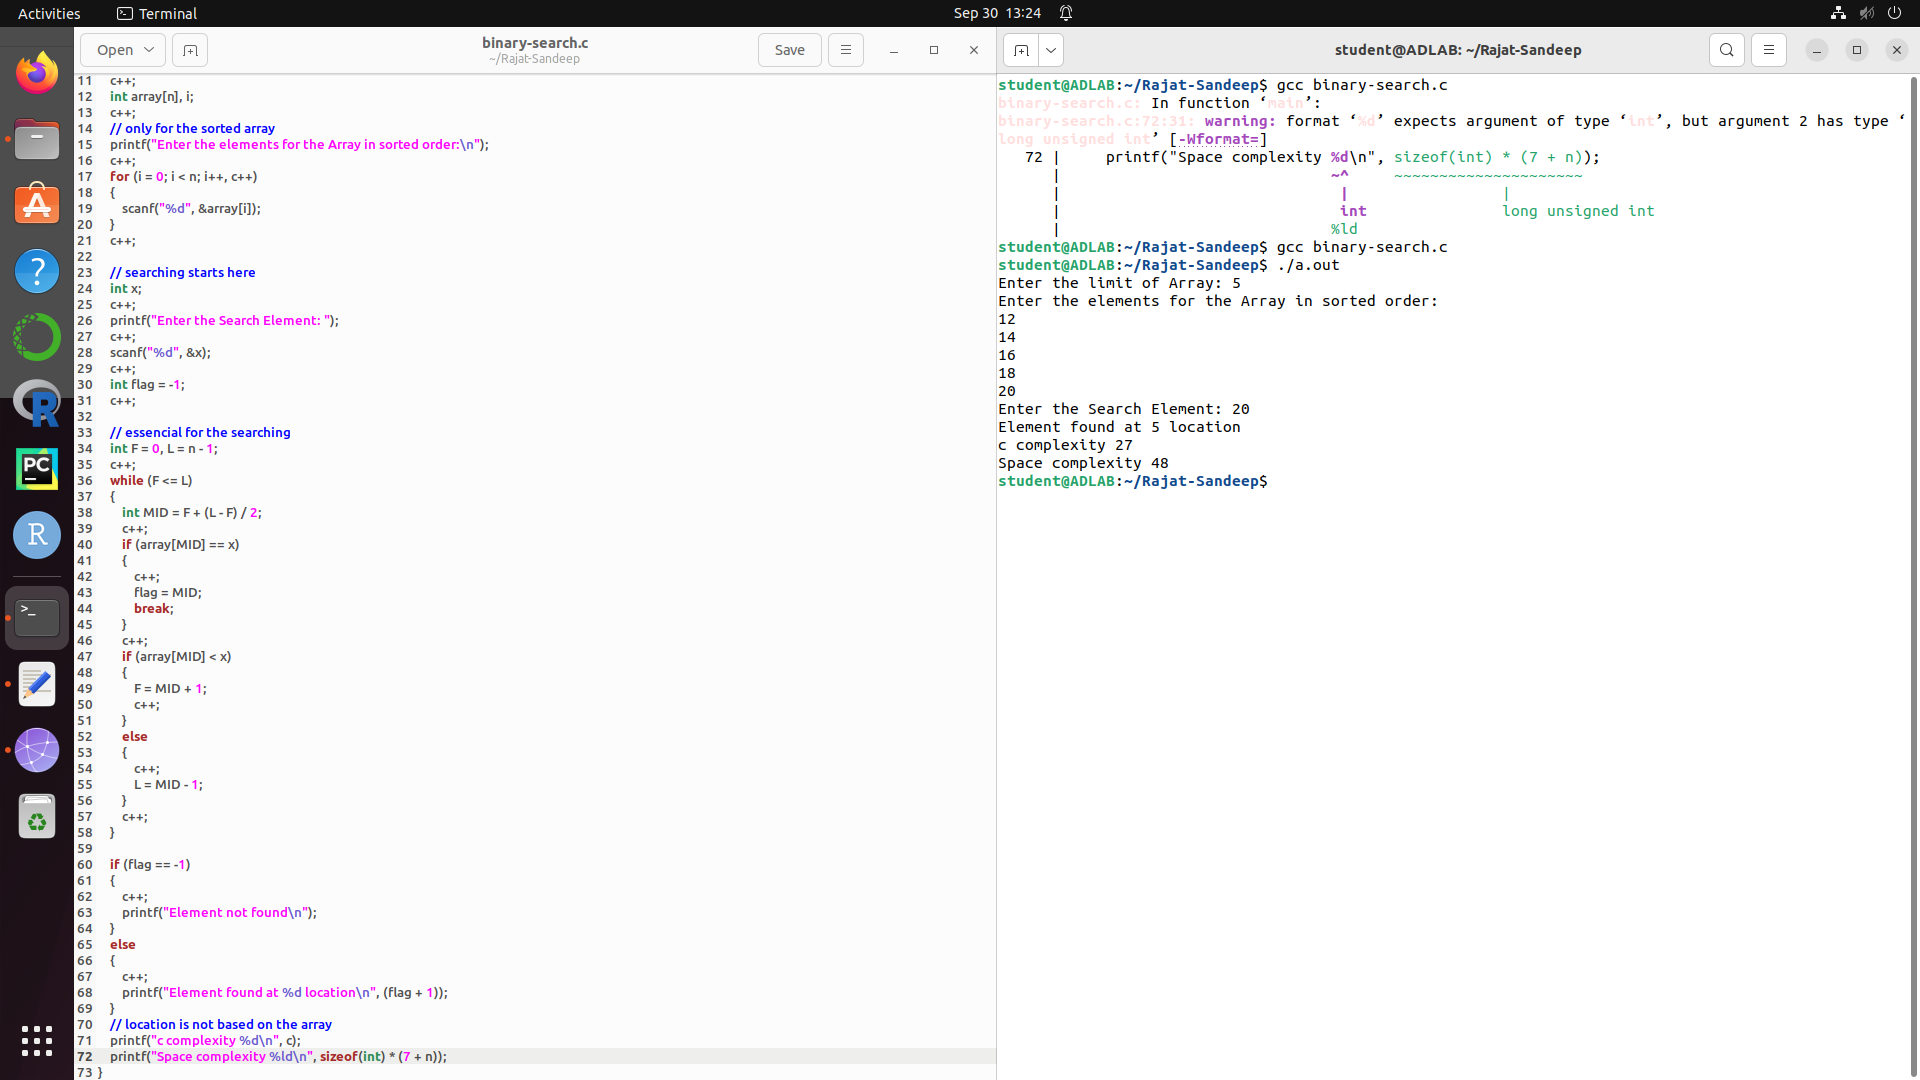 Activities
Terminal
Sep 30 13:24
Open
binary-search.c
~/Rajat-Sandeep
Save
11 c++;
12 int array[n], i;
13 c++;
14 // only for the sorted array
15 printf("Enter the elements for the Array in sorted order:\n");
16 c++;
17 for (i = 0; i < n; i++, c++)
18 {
19 scanf("%d", &array[i]);
20 }
21 c++;
22
23 // searching starts here
24 int x;
25 c++;
26 printf("Enter the Search Element: ");
27 c++;
28 scanf("%d", &x);
29 c++;
30 int flag = -1;
31 c++;
32
33 // essencial for the searching
34 int F = 0, L = n - 1;
35 c++;
36 while (F <= L)
37 {
38 int MID = F + (L - F) / 2;
39 c++;
40 if (array[MID] == x)
41 {
42 c++;
43 flag = MID;
44 break;
45 }
46 c++;
47 if (array[MID] < x)
48 {
49 F = MID + 1;
50 c++;
51 }
52 else
53 {
54 c++;
55 L = MID - 1;
56 }
57 c++;
58 }
59
60 if (flag == -1)
61 {
62 c++;
63 printf("Element not found\n");
64 }
65 else
66 {
67 c++;
68 printf("Element found at %d location\n", (flag + 1));
69 }
70 // location is not based on the array
71 printf("c complexity %d\n", c);
72 printf("Space complexity %ld\n", sizeof(int) * (7 + n));
73 }
student@ADLAB: ~/Rajat-Sandeep
student@ADLAB:~/Rajat-Sandeep$ gcc binary-search.c
binary-search.c: In function ‘main’:
binary-search.c:72:31: warning: format ‘%d’ expects argument of type ‘int’, but argument 2 has type ‘
long unsigned int’ [-Wformat=]
72 | printf("Space complexity %d\n", sizeof(int) * (7 + n));
| ~^ ~~~~~~~~~~~~~~~~~~~~~
| | |
| int long unsigned int
| %ld
student@ADLAB:~/Rajat-Sandeep$ gcc binary-search.c
student@ADLAB:~/Rajat-Sandeep$ ./a.out
Enter the limit of Array: 5
Enter the elements for the Array in sorted order:
12
14
16
18
20
Enter the Search Element: 20
Element found at 5 location
c complexity 27
Space complexity 48
student@ADLAB:~/Rajat-Sandeep$
PC
R
R